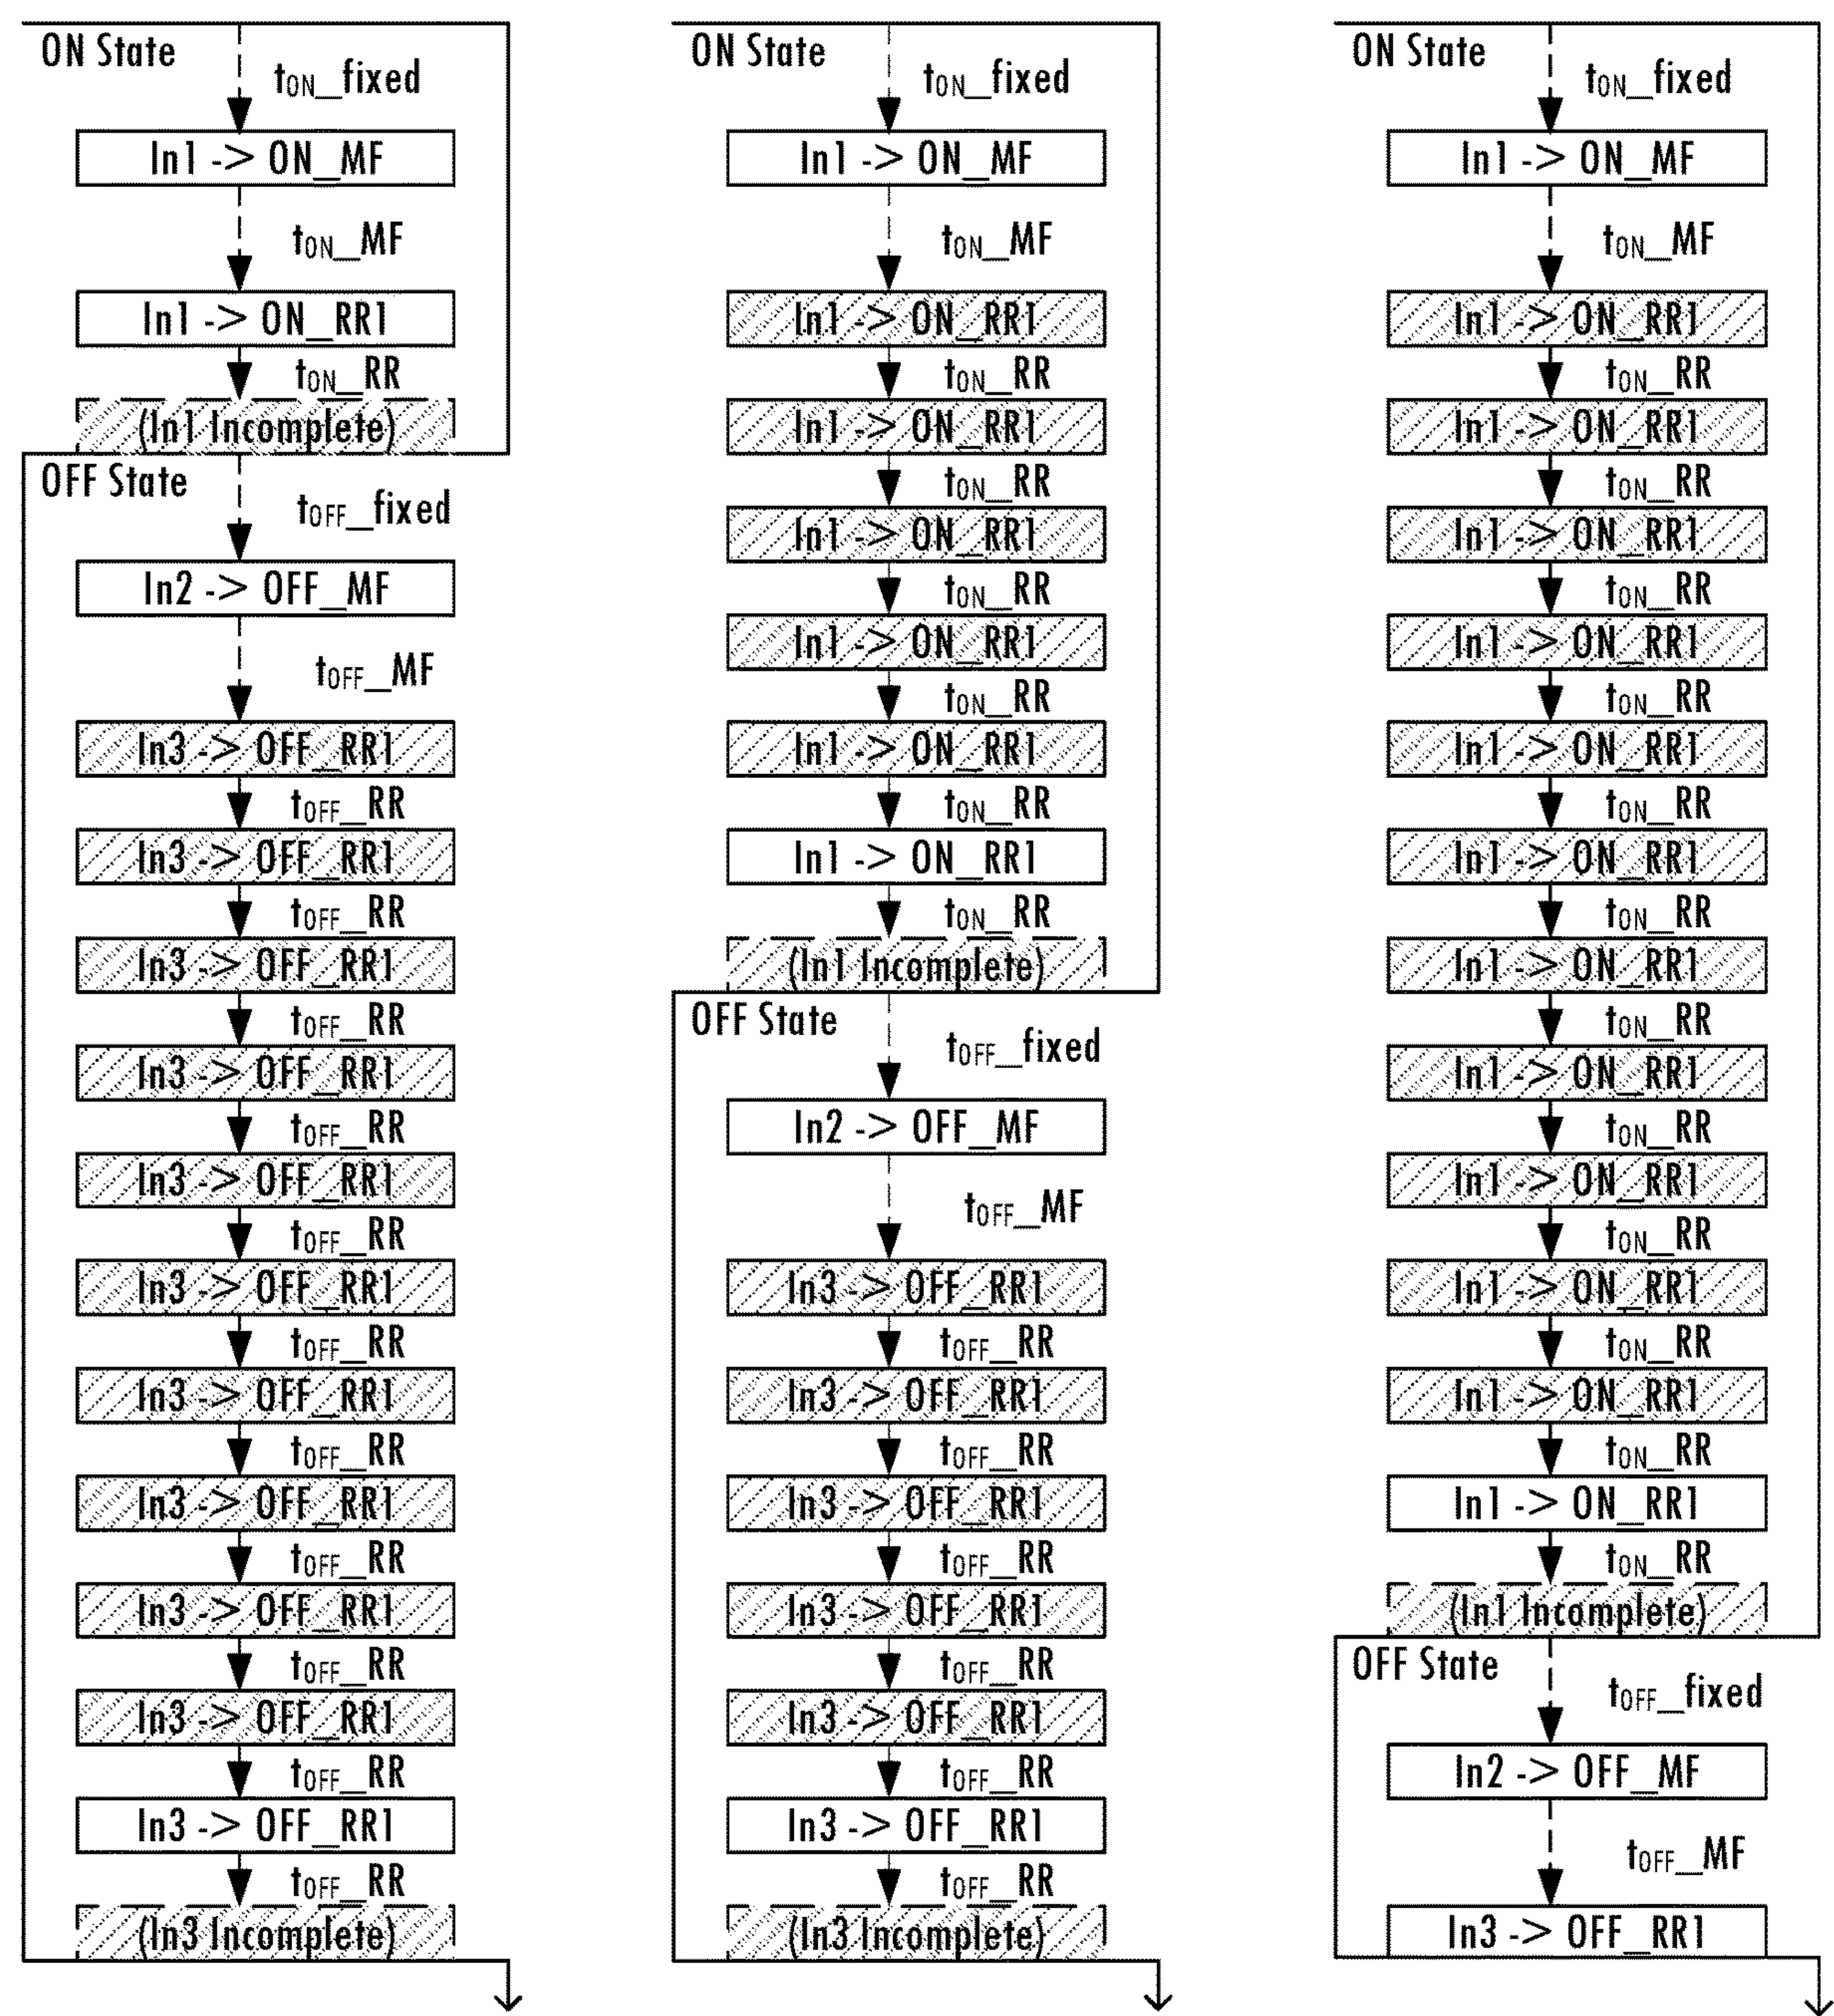 ON State
tON_fixed
In1 -> ON_MF
tON_MF
In1 -> ON_RR1
tON_RR
(In1 Incomplete)
OFF State
tOFF_fixed
In2 -> OFF_MF
tOFF_MF
In3 -> OFF_RR1
tOFF_RR
In3 -> OFF_RR1
tOFF_RR
In3 -> OFF_RR1
tOFF_RR
In3 -> OFF_RR1
tOFF_RR
In3 -> OFF_RR1
tOFF_RR
In3 -> OFF_RR1
tOFF_RR
In3 -> OFF_RR1
tOFF_RR
In3 -> OFF_RR1
tOFF_RR
In3 -> OFF_RR1
tOFF_RR
In3 -> OFF_RR1
tOFF_RR
In3 -> OFF_RR1
tOFF_RR
(In3 Incomplete)
ON State
tON_fixed
In1 -> ON_MF
tON_MF
In1 -> ON_RR1
tON_RR
In1 -> ON_RR1
tON_RR
In1 -> ON_RR1
tON_RR
In1 -> ON_RR1
tON_RR
In1 -> ON_RR1
tON_RR
In1 -> ON_RR1
tON_RR
(In1 Incomplete)
OFF State
tOFF_fixed
In2 -> OFF_MF
tOFF_MF
In3 -> OFF_RR1
tOFF_RR
In3 -> OFF_RR1
tOFF_RR
In3 -> OFF_RR1
tOFF_RR
In3 -> OFF_RR1
tOFF_RR
In3 -> OFF_RR1
tOFF_RR
In3 -> OFF_RR1
tOFF_RR
(In3 Incomplete)
ON State
tON_fixed
In1 -> ON_MF
tON_MF
In1 -> ON_RR1
tON_RR
In1 -> ON_RR1
tON_RR
In1 -> ON_RR1
tON_RR
In1 -> ON_RR1
tON_RR
In1 -> ON_RR1
tON_RR
In1 -> ON_RR1
tON_RR
In1 -> ON_RR1
tON_RR
In1 -> ON_RR1
tON_RR
In1 -> ON_RR1
tON_RR
In1 -> ON_RR1
tON_RR
In1 -> ON_RR1
tON_RR
In1 -> ON_RR1
tON_RR
(In1 Incomplete)
OFF State
tOFF_fixed
In2 -> OFF_MF
tOFF_MF
In3 -> OFF_RR1